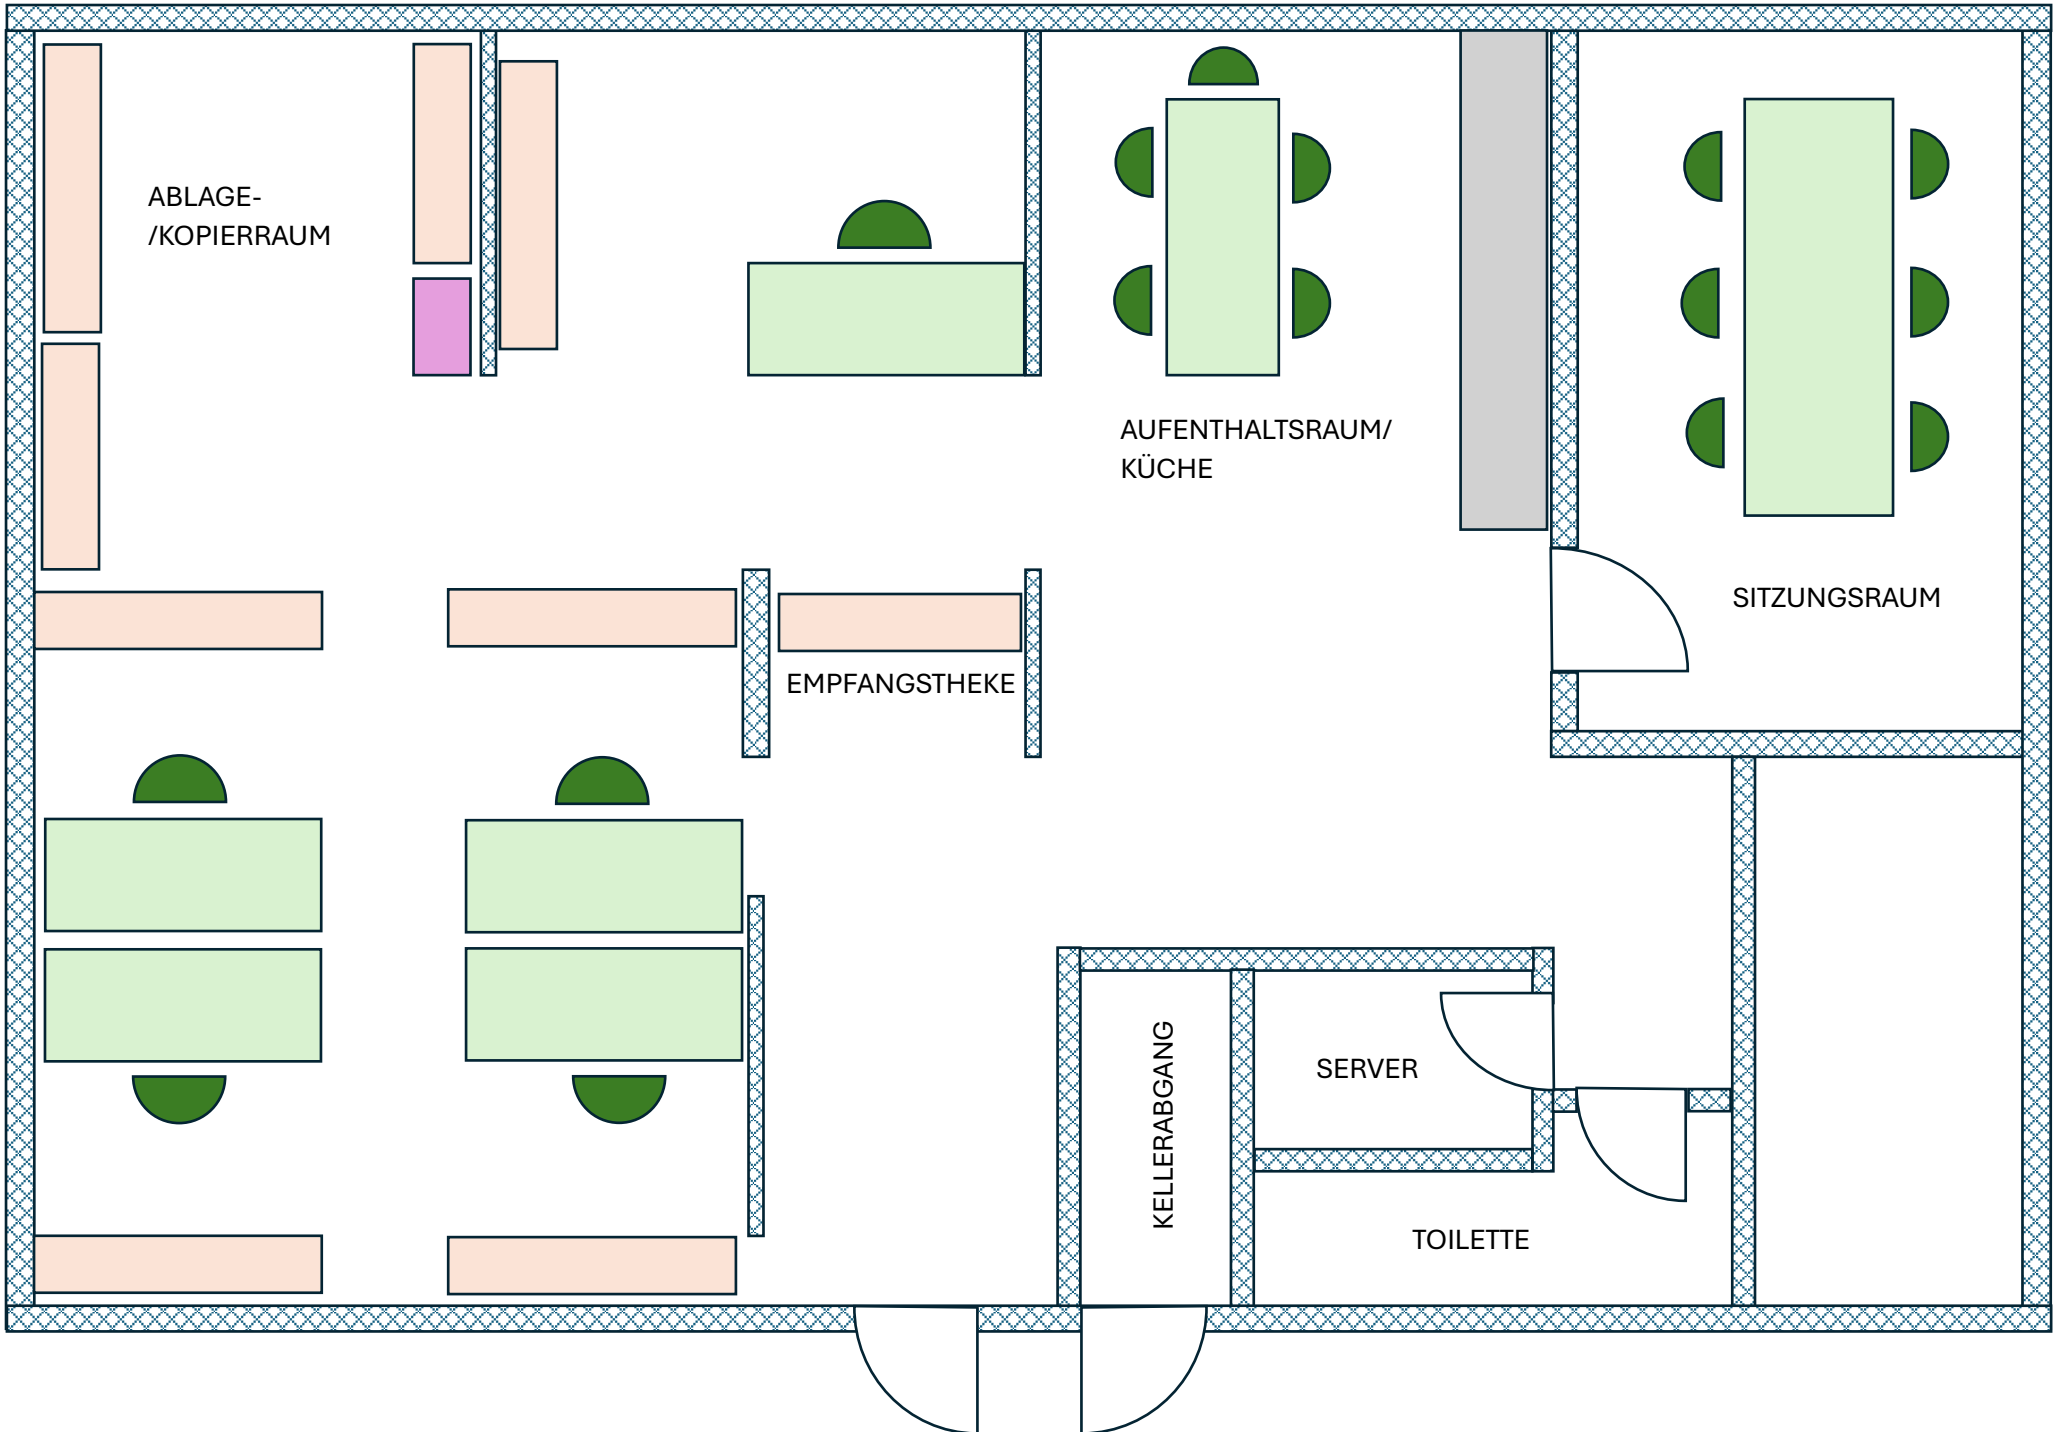 ABLAGE-
/KOPIERRAUM
AUFENTHALTSRAUM/
KÜCHE
SITZUNGSRAUM
EMPFANGSTHEKE
KELLERABGANG
SERVER
TOILETTE